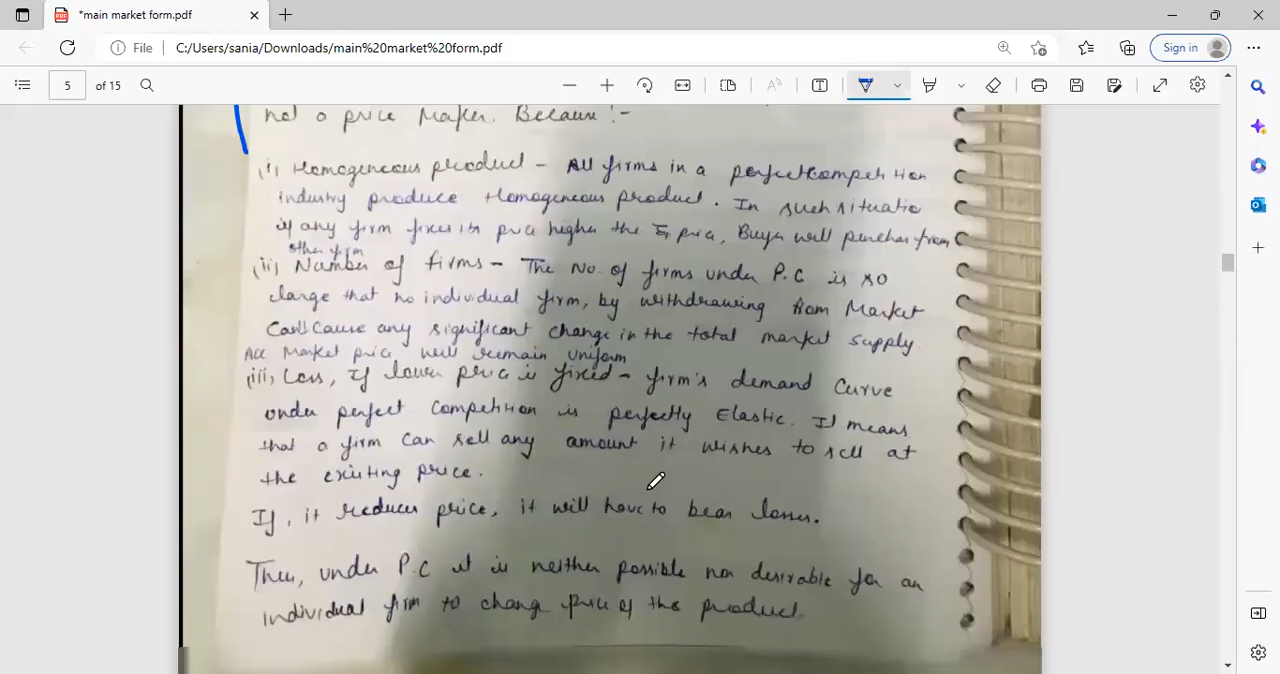 *main market form.pdf
File
C:/Users/sania/Downloads/main%20market%20form.pdf
Sign in
5 of 15
not a price Maker. Because :-
(i) Homogeneous product - All firms in a perfect competition
industry produce Homogeneous product. In such situatio
if any firm fixes its price higher the price, Buyer will purchas from
other firm
(ii) Number of firms - The No. of firms under P.C is so
large that no individual firm, by withdrawing from Market
Can't Cause any significant change in the total market supply.
Market price will remain uniform
(iii) Loss, If lower price is fixed - firm's demand Curve
under perfect Competition is perfectly Elastic. It means
that a firm Can sell any amount it wishes to sell at
the existing price.
If, it reduces price, it will have to bear losses.
Thus, under P.C it is neither possible nor desirable for an
individual firm to change price of the product.